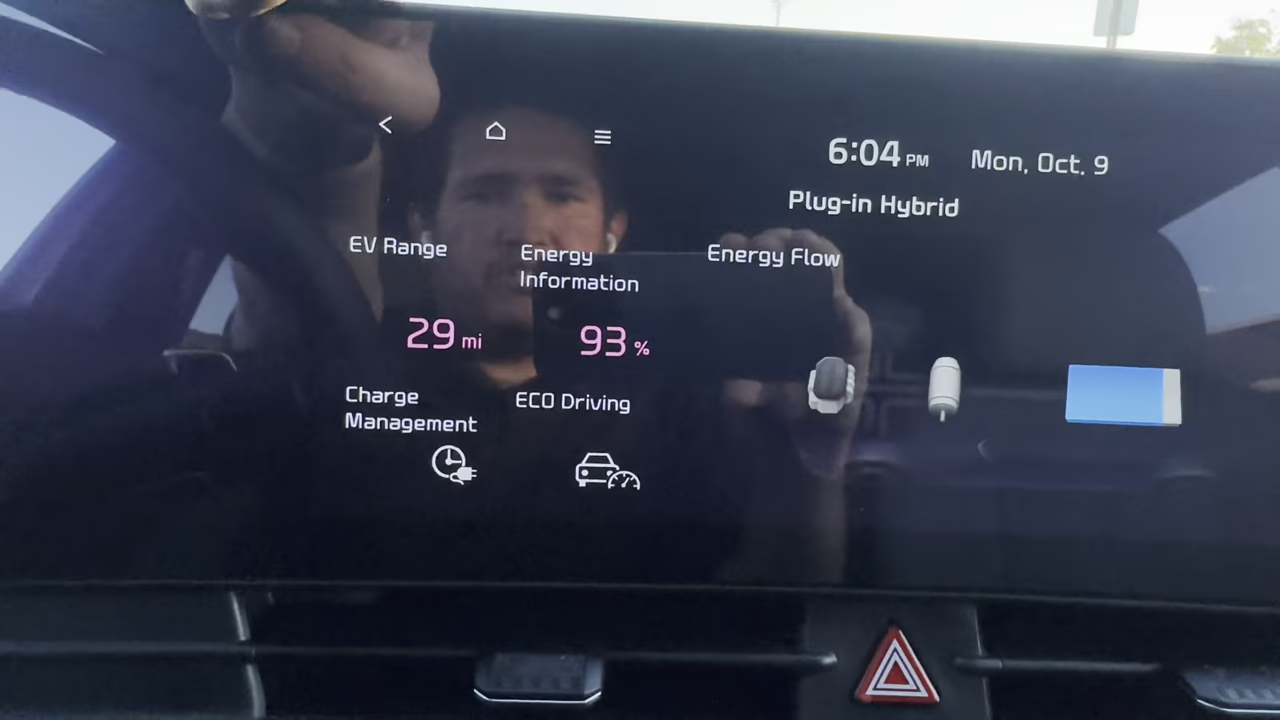 6:04 PM Mon, Oct. 9
Plug-in Hybrid
EV Range
29 mi
Energy
Information
93 %
Energy Flow
Charge
Management
ECO Driving